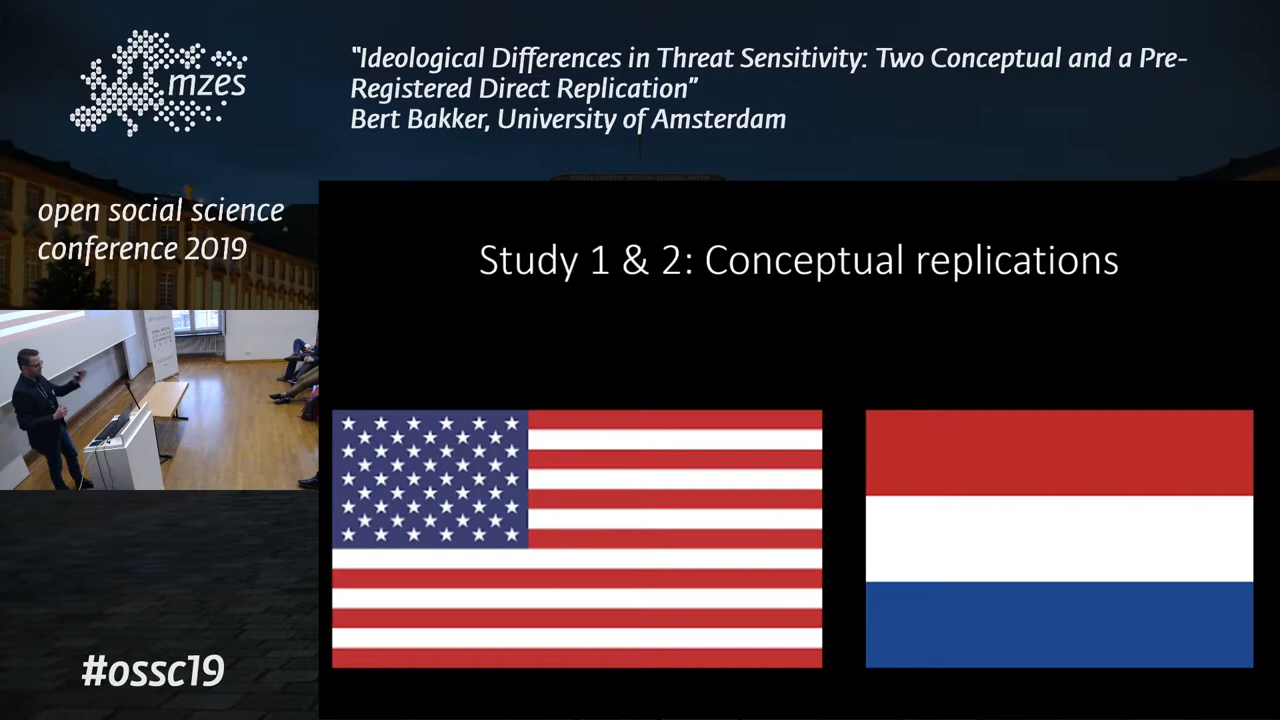 mzes
"Ideological Differences in Threat Sensitivity: Two Conceptual and a Pre-
Registered Direct Replication"
Bert Bakker, University of Amsterdam
open social science
conference 2019
Study 1 & 2: Conceptual replications
#ossc19